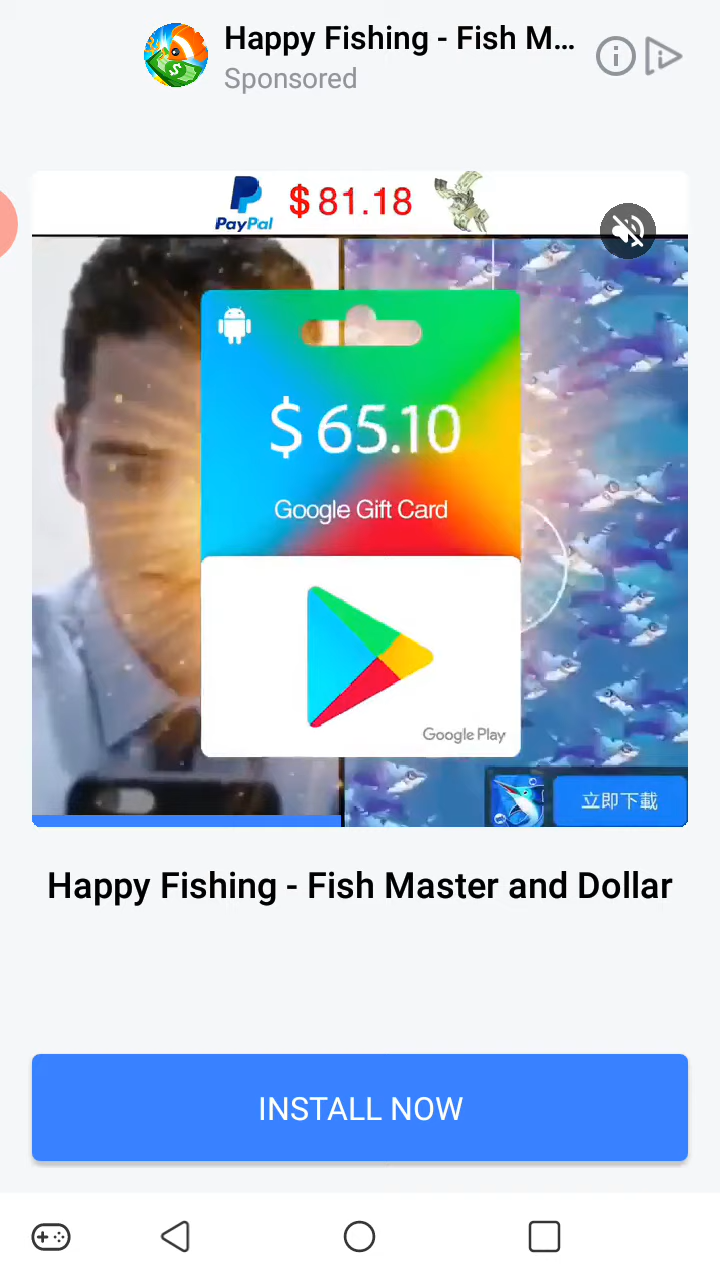 Happy Fishing - Fish M...
Sponsored
PayPal
$81.18
$ 65.10
Google Gift Card
Google Play
立即下載
Happy Fishing - Fish Master and Dollar
INSTALL NOW